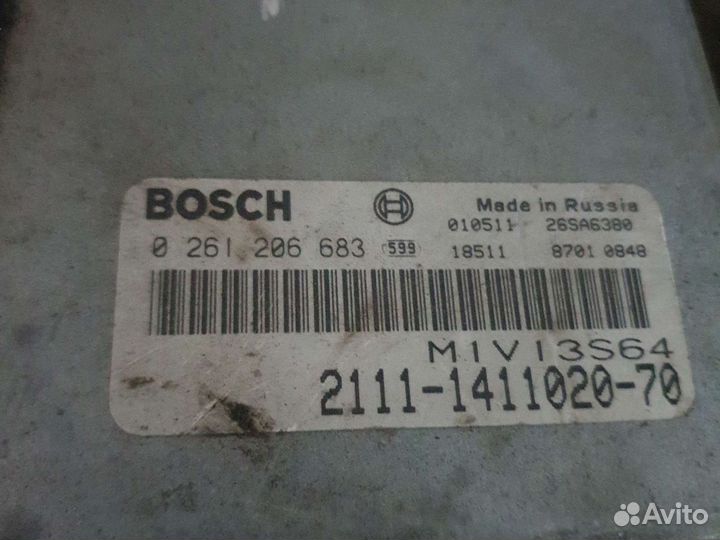 BOSCH
Made in Russia
010511 26SA6380
0 261 206 683 599
18511 8701 0848
M1V13S64
2111-1411020-70
Avito